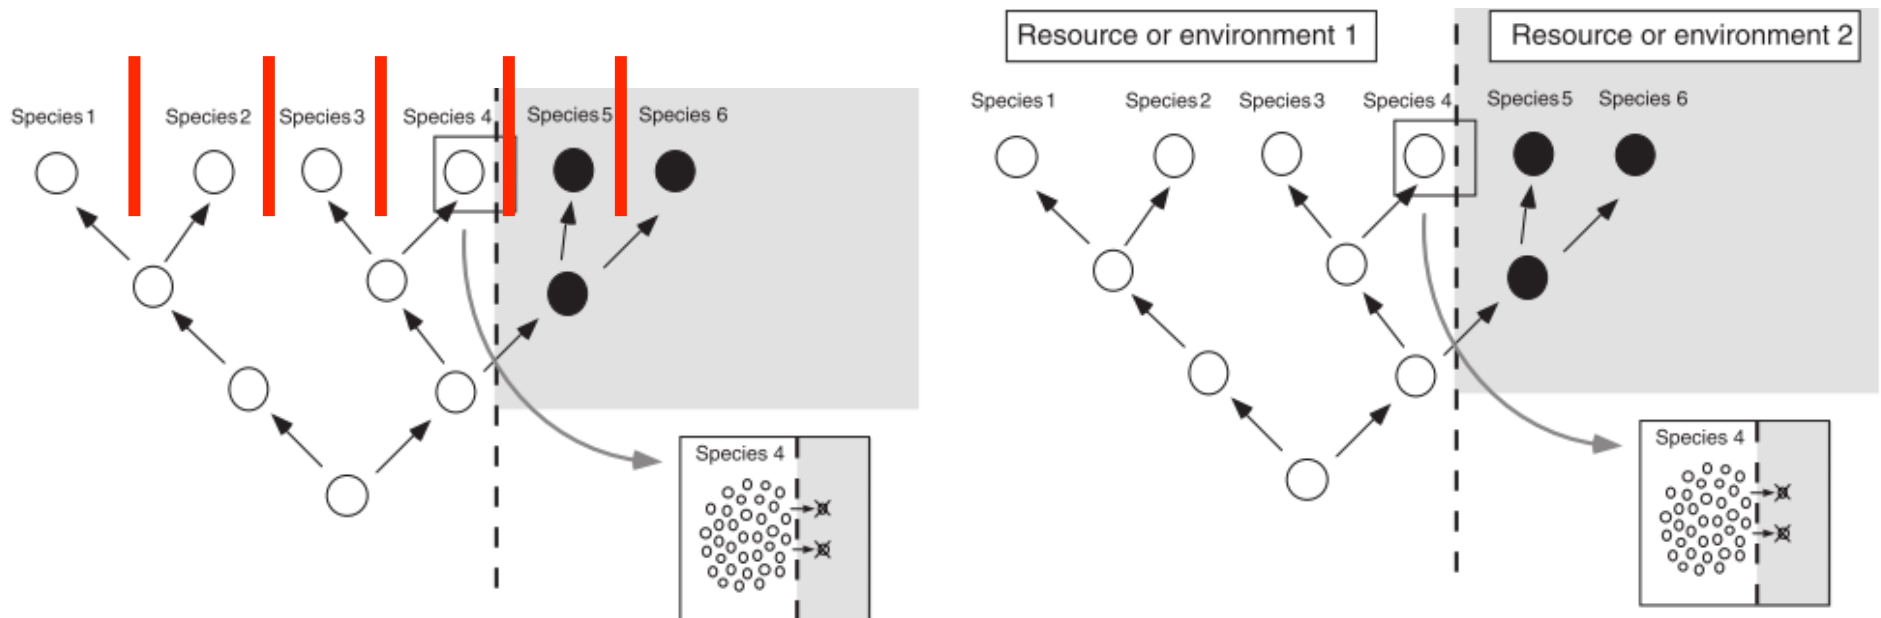 Species 1
Species 2
Species 3
Species 4
Species 5
Species 6
Species 4
Resource or environment 1
Resource or environment 2
Species 1
Species 2
Species 3
Species 4
Species 5
Species 6
Species 4